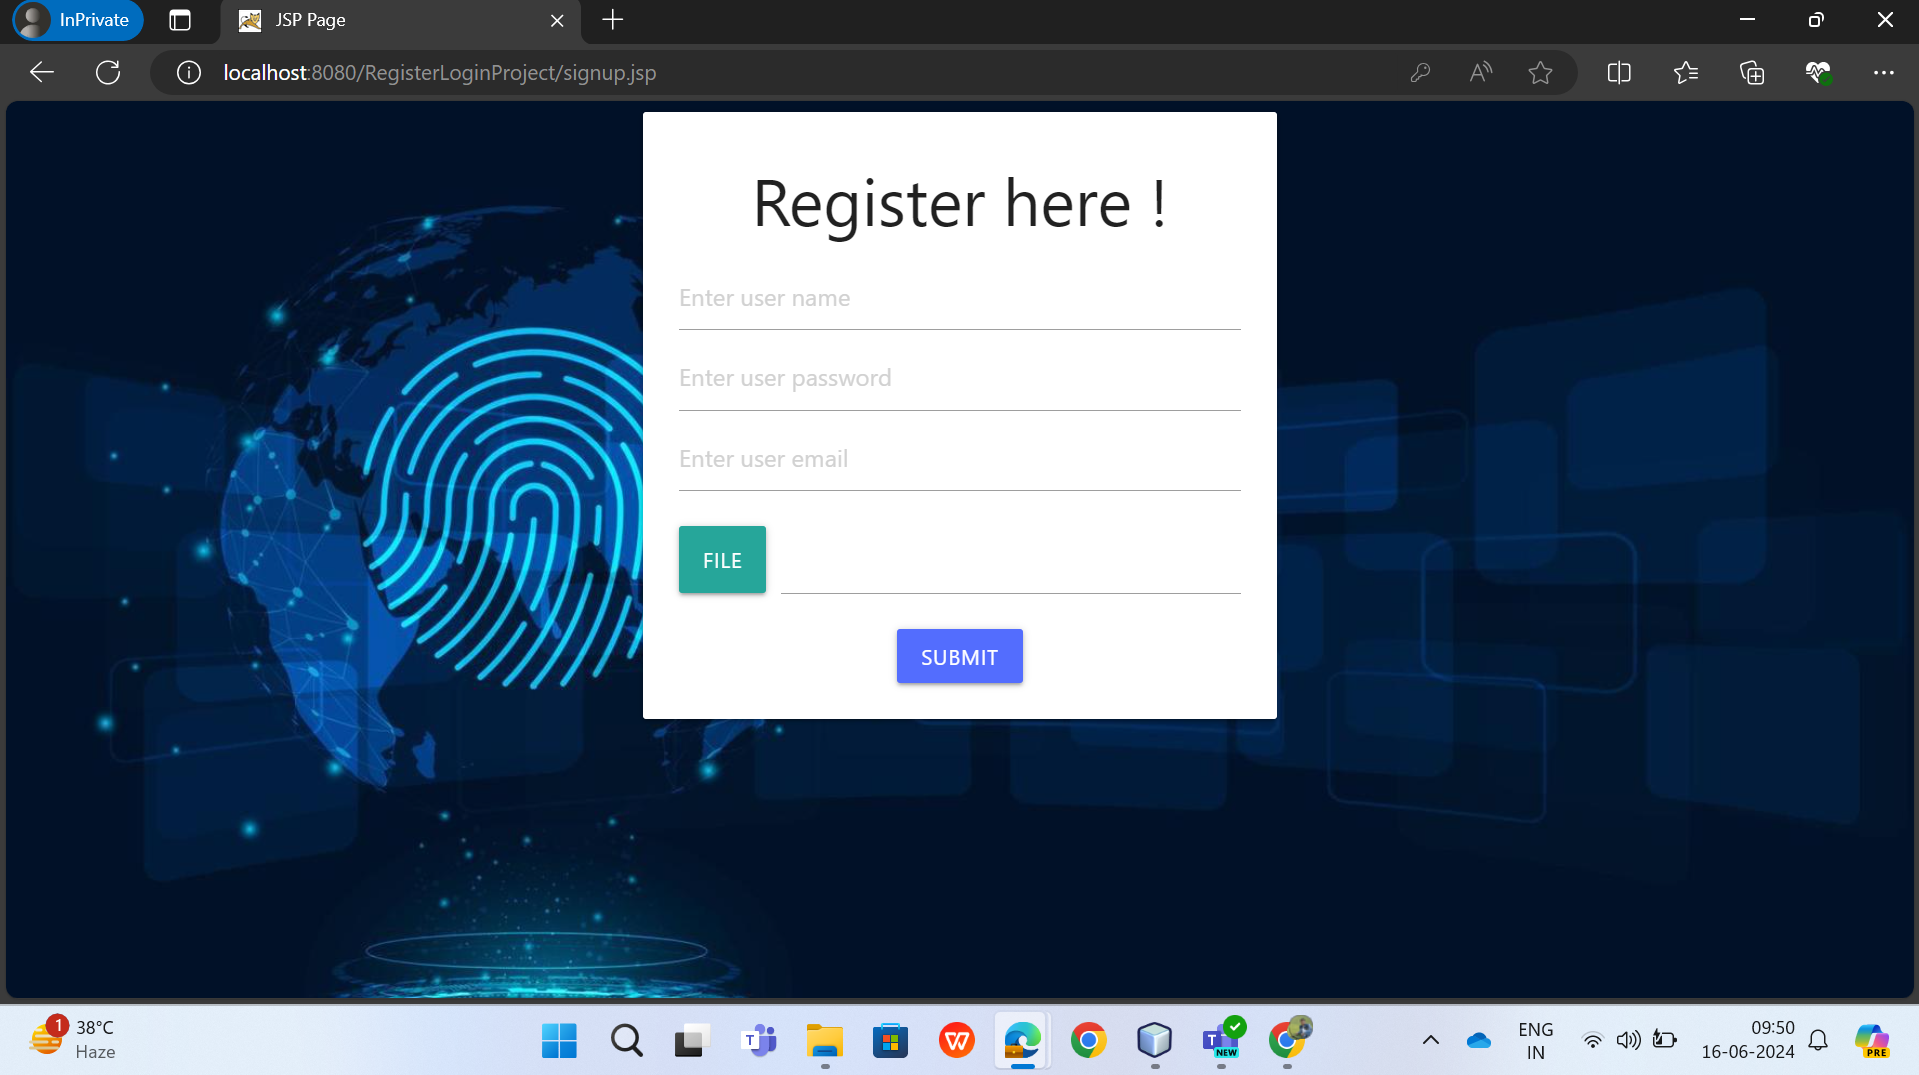 InPrivate
JSP Page
localhost:8080/RegisterLoginProject/signup.jsp
Register here !
Enter user name
Enter user password
Enter user email
FILE
SUBMIT
1
38°C
Haze
T
W
T
NEW
ENG
IN
09:50
16-06-2024
PRE